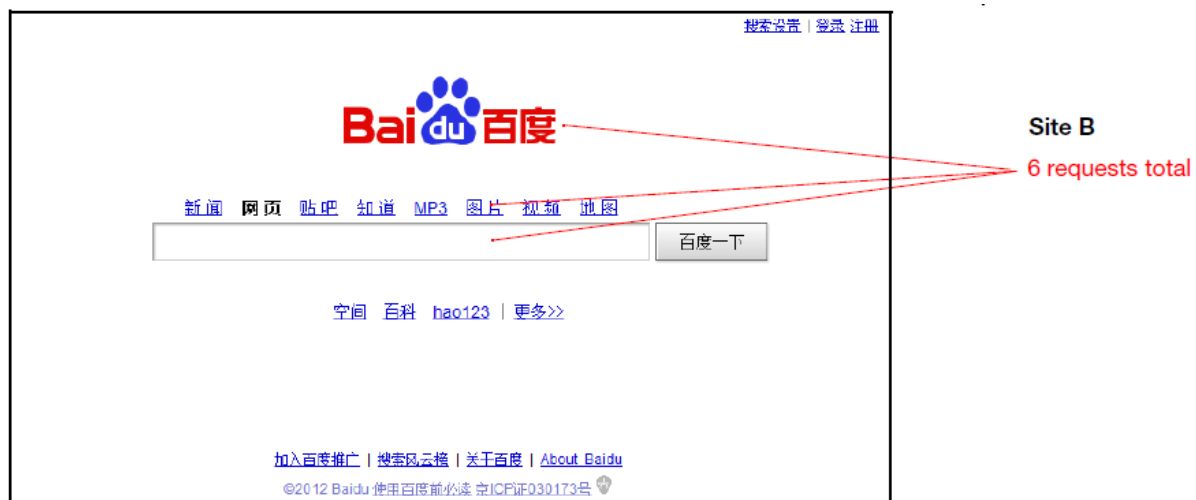 搜索设置 | 登录 注册
Bai du 百度
Site B
6 requests total
新闻 网页 贴吧 知道 MP3 图片 视频 地图
百度一下
空间 百科 hao123 | 更多>>
加入百度推广 | 搜索风云榜 | 关于百度 | About Baidu
©2012 Baidu 使用百度前必读 京ICP证030173号